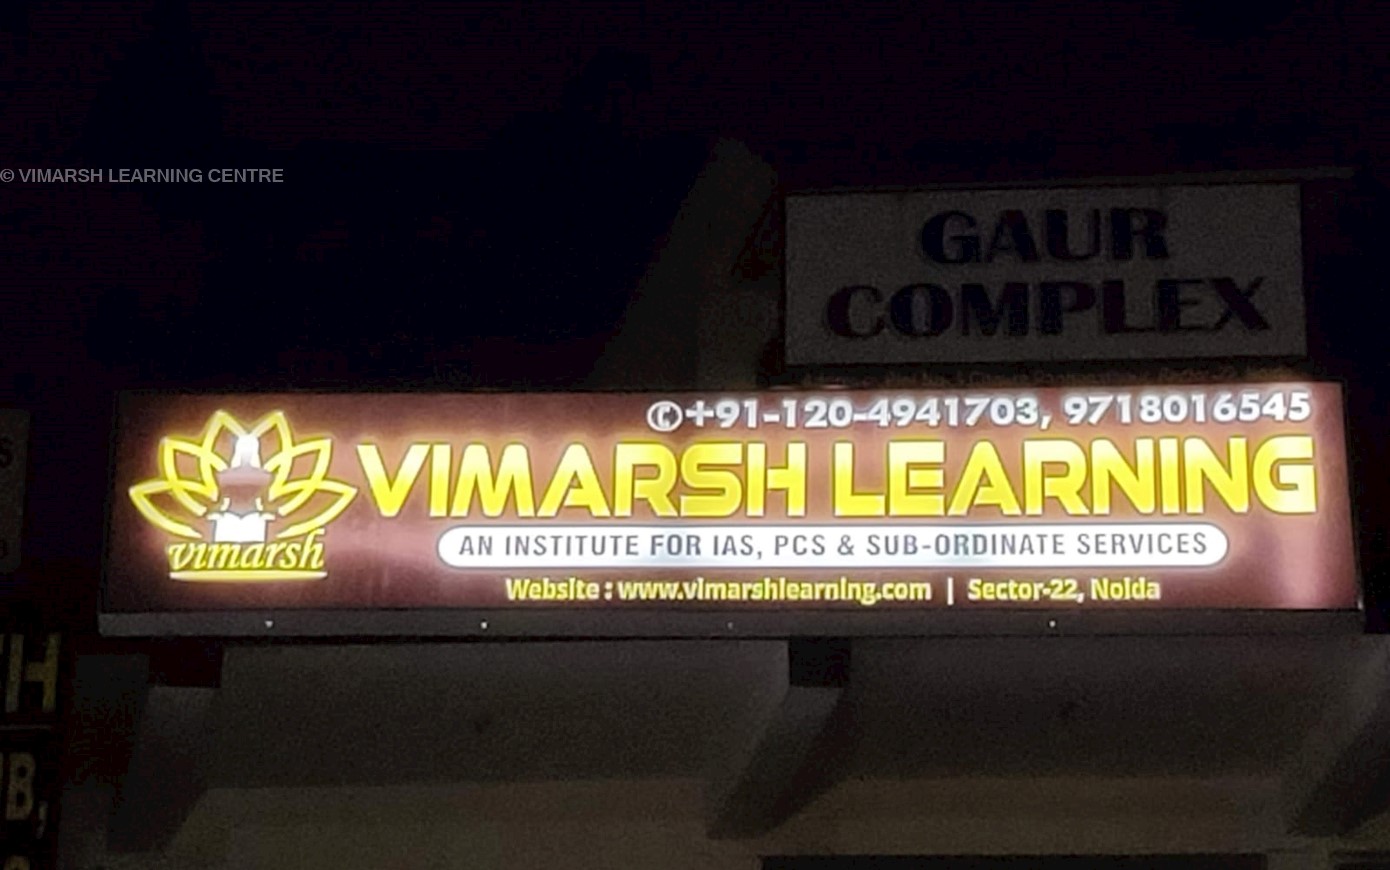 © VIMARSH LEARNING CENTRE
GAUR
COMPLEX
✆+91-120-4941703, 9718016545
VIMARSH LEARNING
vimarsh
AN INSTITUTE FOR IAS, PCS & SUB-ORDINATE SERVICES
Website : www.vimarshlearning.com | Sector-22, Noida